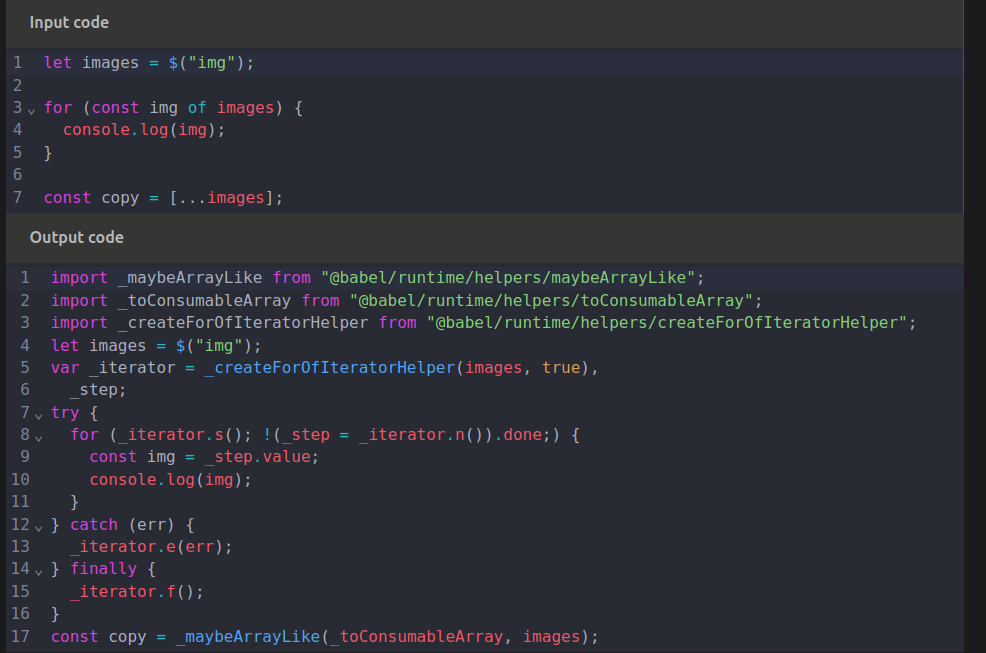 Input code
1 let images = $("img");
2
3 for (const img of images) {
4   console.log(img);
5 }
6
7 const copy = [...images];
Output code
1 import _maybeArrayLike from "@babel/runtime/helpers/maybeArrayLike";
2 import _toConsumableArray from "@babel/runtime/helpers/toConsumableArray";
3 import _createForOfIteratorHelper from "@babel/runtime/helpers/createForOfIteratorHelper";
4 let images = $("img");
5 var _iterator = _createForOfIteratorHelper(images, true),
6   _step;
7 try {
8   for (_iterator.s(); !(_step = _iterator.n()).done;) {
9     const img = _step.value;
10     console.log(img);
11   }
12 } catch (err) {
13   _iterator.e(err);
14 } finally {
15   _iterator.f();
16 }
17 const copy = _maybeArrayLike(_toConsumableArray, images);